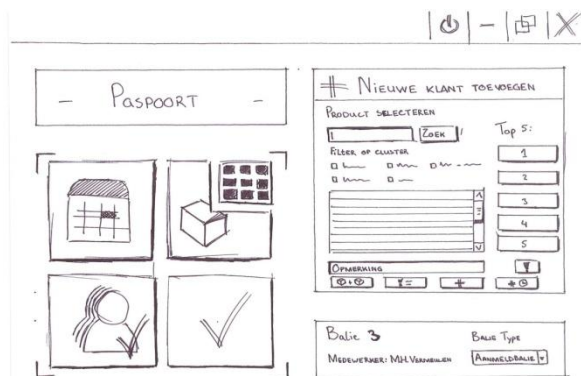 - PASPOORT -
# NIEUWE KLANT TOEVOEGEN
PRODUCT SELECTEREN
ZOEK
TOP 5:
FILTER OP CLUSTER
1
2
3
4
5
OPMERKING
Balie 3
BALIE TYPE
MEDEWERKER: M.H. VERMEULEN
AANMELDBALIE